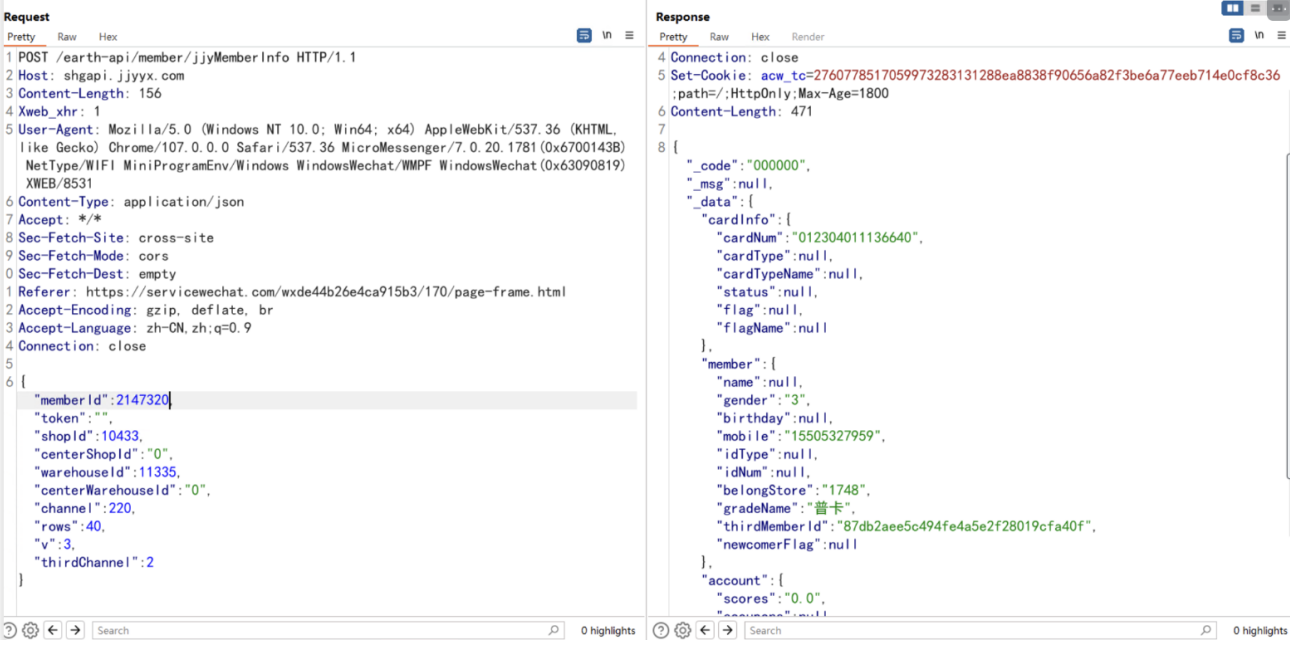 Request
Pretty Raw Hex
\n
1 POST /earth-api/member/jjyMemberInfo HTTP/1.1
2 Host: shgapi.jjyyx.com
3 Content-Length: 156
4 Xweb_xhr: 1
5 User-Agent: Mozilla/5.0 (Windows NT 10.0; Win64; x64) AppleWebKit/537.36 (KHTML,
like Gecko) Chrome/107.0.0.0 Safari/537.36 MicroMessenger/7.0.20.1781(0x6700143B)
NetType/WIFI MiniProgramEnv/Windows WindowsWechat/WMPF WindowsWechat(0x63090819)
XWEB/8531
6 Content-Type: application/json
7 Accept: */*
8 Sec-Fetch-Site: cross-site
9 Sec-Fetch-Mode: cors
0 Sec-Fetch-Dest: empty
1 Referer: https://servicewechat.com/wxde44b26e4ca915b3/170/page-frame.html
2 Accept-Encoding: gzip, deflate, br
3 Accept-Language: zh-CN,zh;q=0.9
4 Connection: close
5
6 {
"memberId":2147320,
"token":"",
"shopId":10433,
"centerShopId":"0",
"warehouseId":11335,
"centerWarehouseId":"0",
"channel":220,
"rows":40,
"v":3,
"thirdChannel":2
}
Search
0 highlights
Response
Pretty Raw Hex Render
\n
4 Connection: close
5 Set-Cookie: acw_tc=2760778517059973283131288ea8838f90656a82f3be6a77eeb714e0cf8c36
;path=/;HttpOnly;Max-Age=1800
6 Content-Length: 471
7
8 {
"_code":"000000",
"_msg":null,
"_data":{
"cardInfo":{
"cardNum":"012304011136640",
"cardType":null,
"cardTypeName":null,
"status":null,
"flag":null,
"flagName":null
},
"member":{
"name":null,
"gender":"3",
"birthday":null,
"mobile":"15505327959",
"idType":null,
"idNum":null,
"belongStore":"1748",
"gradeName":"普卡",
"thirdMemberId":"87db2aee5c494fe4a5e2f28019cfa40f",
"newcomerFlag":null
},
"account":{
"scores":"0.0",
Search
0 highlights